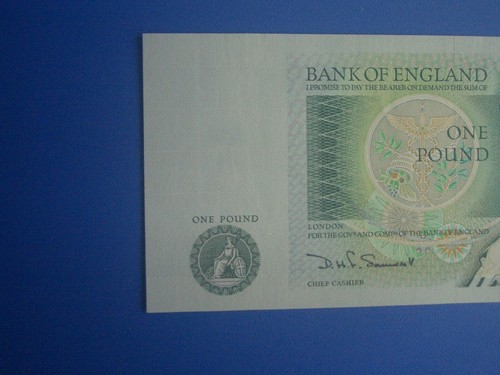 BANK OF ENGLAND
I PROMISE TO PAY THE BEARER ON DEMAND THE SUM OF
ONE
POUND
ONE POUND
LONDON
FOR THE GOVR AND COMPA OF THE BANK OF ENGLAND
CHIEF CASHIER